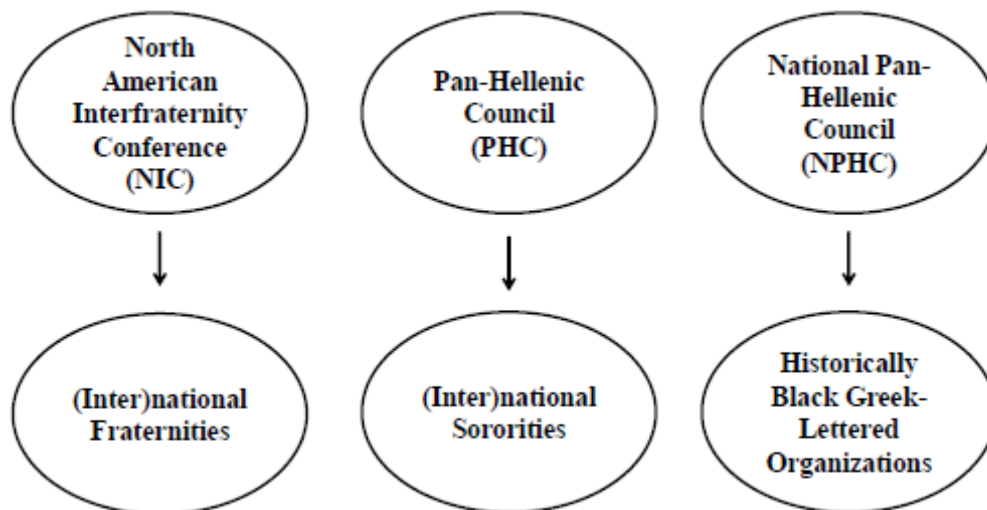 North
American
Interfraternity
Conference
(NIC)
Pan-Hellenic
Council
(PHC)
National Pan-
Hellenic
Council
(NPHC)
(Inter)national
Fraternities
(Inter)national
Sororities
Historically
Black Greek-
Lettered
Organizations